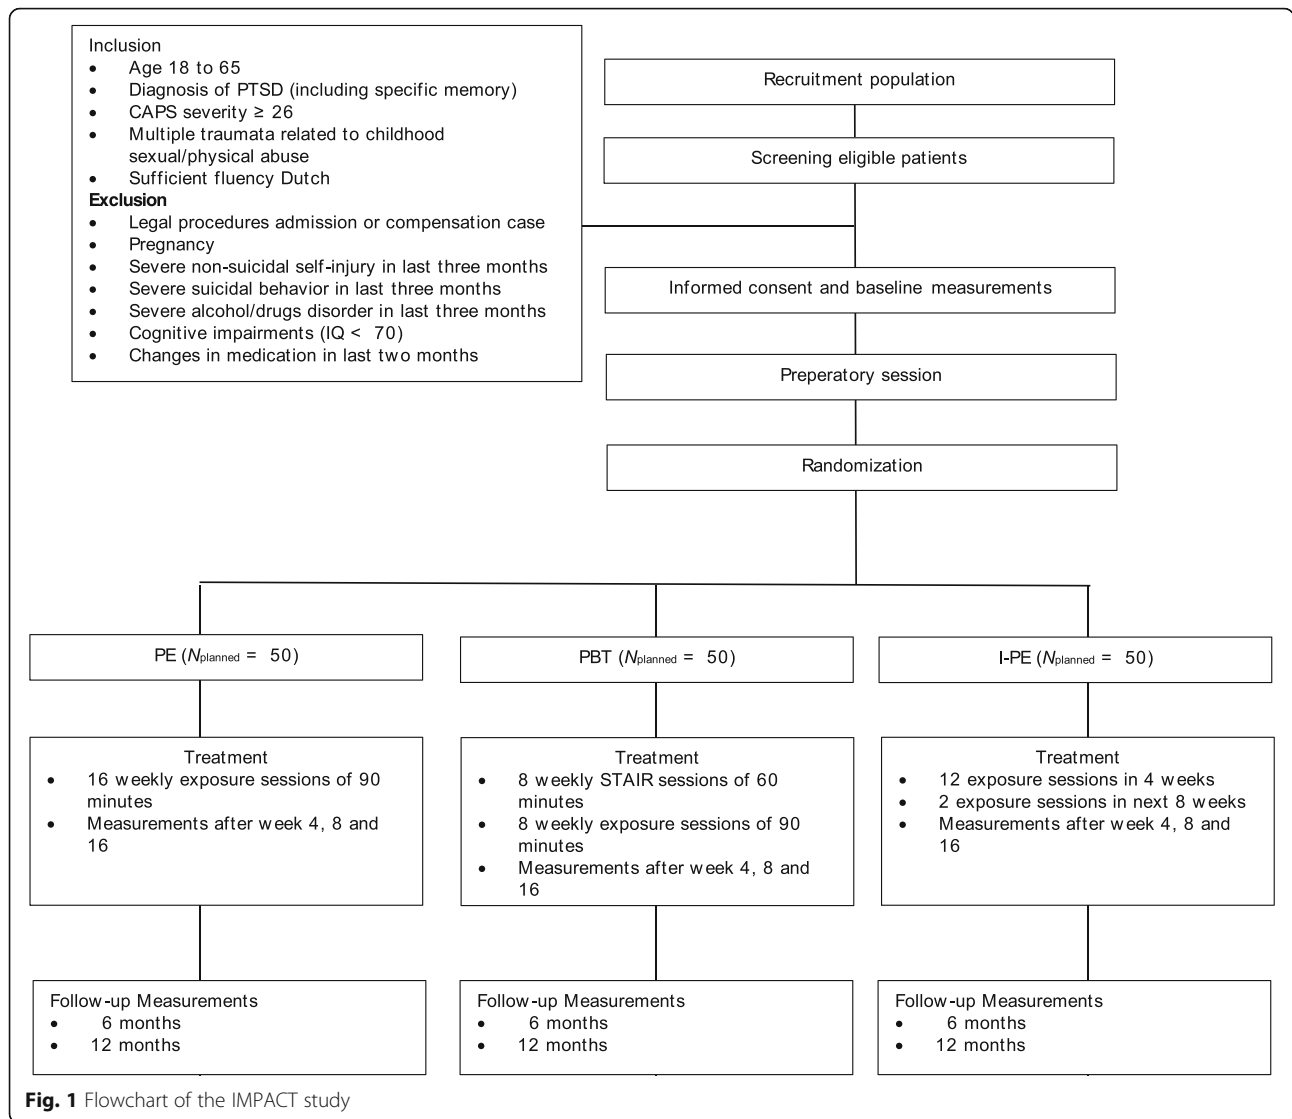 Inclusion
• Age 18 to 65
• Diagnosis of PTSD (including specific memory)
• CAPS severity ≥ 26
• Multiple traumata related to childhood
sexual/physical abuse
• Sufficient fluency Dutch
Exclusion
• Legal procedures admission or compensation case
• Pregnancy
• Severe non-suicidal self-injury in last three months
• Severe suicidal behavior in last three months
• Severe alcohol/drugs disorder in last three months
• Cognitive impairments (IQ < 70)
• Changes in medication in last two months
Recruitment population
Screening eligible patients
Informed consent and baseline measurements
Preperatory session
Randomization
PE (Nplanned = 50)
Treatment
• 16 weekly exposure sessions of 90
minutes
• Measurements after week 4, 8 and
16
Follow-up Measurements
• 6 months
• 12 months
PBT (Nplanned = 50)
Treatment
• 8 weekly STAIR sessions of 60
minutes
• 8 weekly exposure sessions of 90
minutes
• Measurements after week 4, 8 and
16
Follow-up Measurements
• 6 months
• 12 months
I-PE (Nplanned = 50)
Treatment
• 12 exposure sessions in 4 weeks
• 2 exposure sessions in next 8 weeks
• Measurements after week 4, 8 and
16
Follow-up Measurements
• 6 months
• 12 months
Fig. 1 Flowchart of the IMPACT study